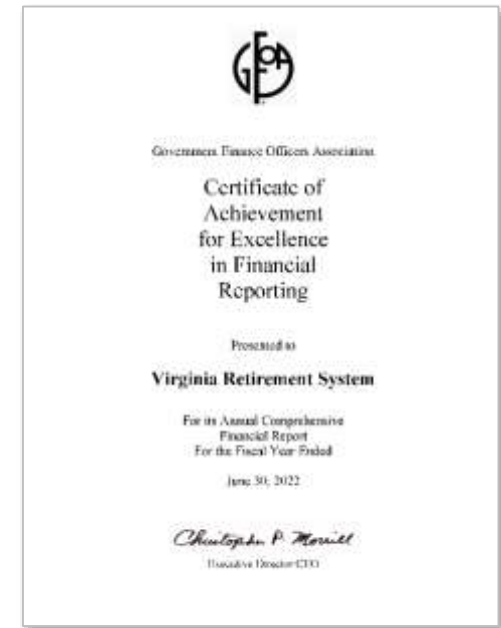 GFOA
Government Finance Officers Association
Certificate of
Achievement
for Excellence
in Financial
Reporting
Presented to
Virginia Retirement System
For its Annual Comprehensive
Financial Report
For the Fiscal Year Ended
June 30, 2022
Christopher P. Morrill
Executive Director/CEO